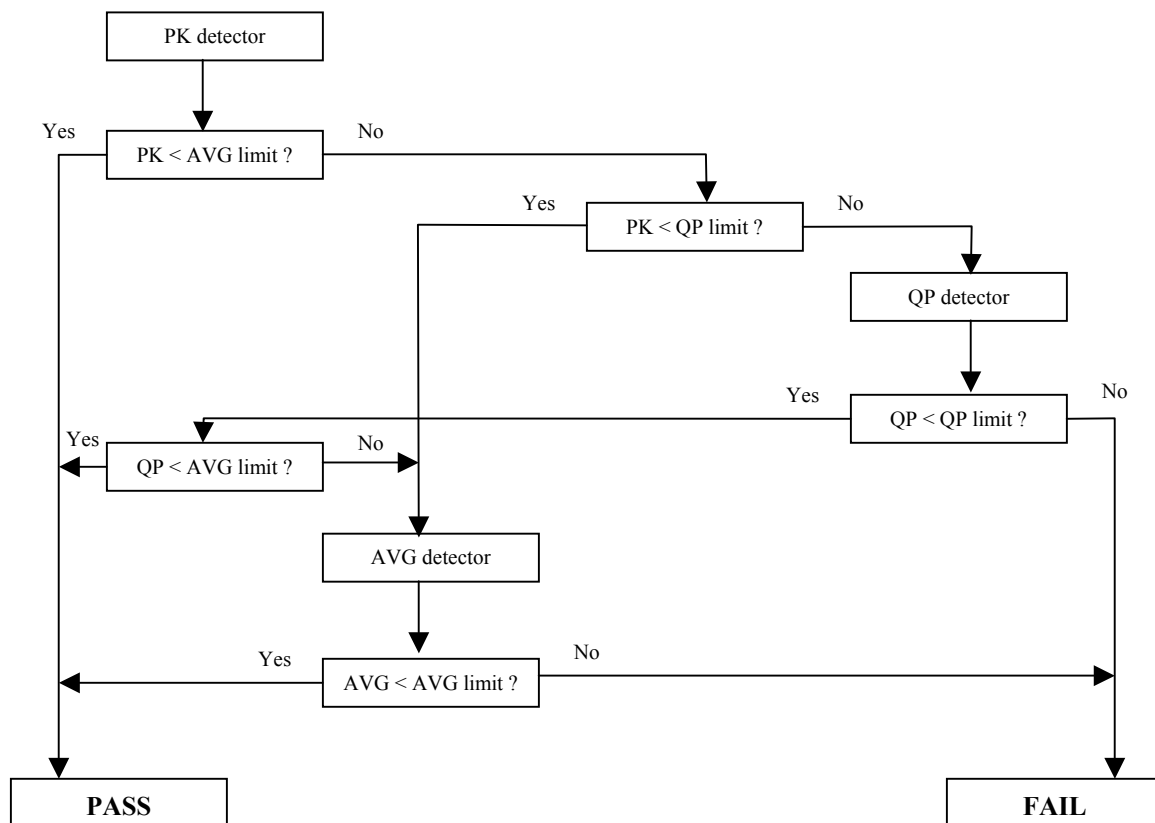 PK detector
Yes
No
PK < AVG limit ?
Yes
No
PK < QP limit ?
QP detector
Yes
No
QP < QP limit ?
Yes
No
QP < AVG limit ?
AVG detector
Yes
No
AVG < AVG limit ?
PASS
FAIL